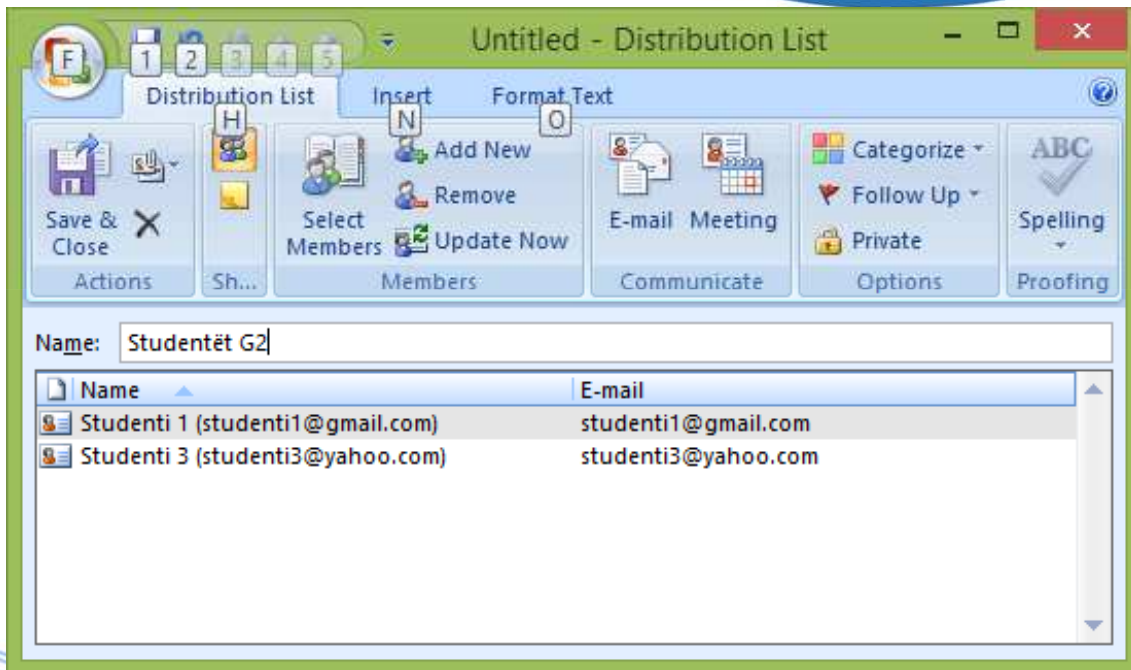 Untitled - Distribution List
F 1 2 3 4 5
Distribution List Insert Format Text
H N O
Save & Close
Select Members
Add New
Remove
Update Now
E-mail Meeting
Categorize
Follow Up
Private
ABC
Spelling
Actions Sh... Members Communicate Options Proofing
Name: Studentët G2
Name E-mail
Studenti 1 (studenti1@gmail.com) studenti1@gmail.com
Studenti 3 (studenti3@yahoo.com) studenti3@yahoo.com